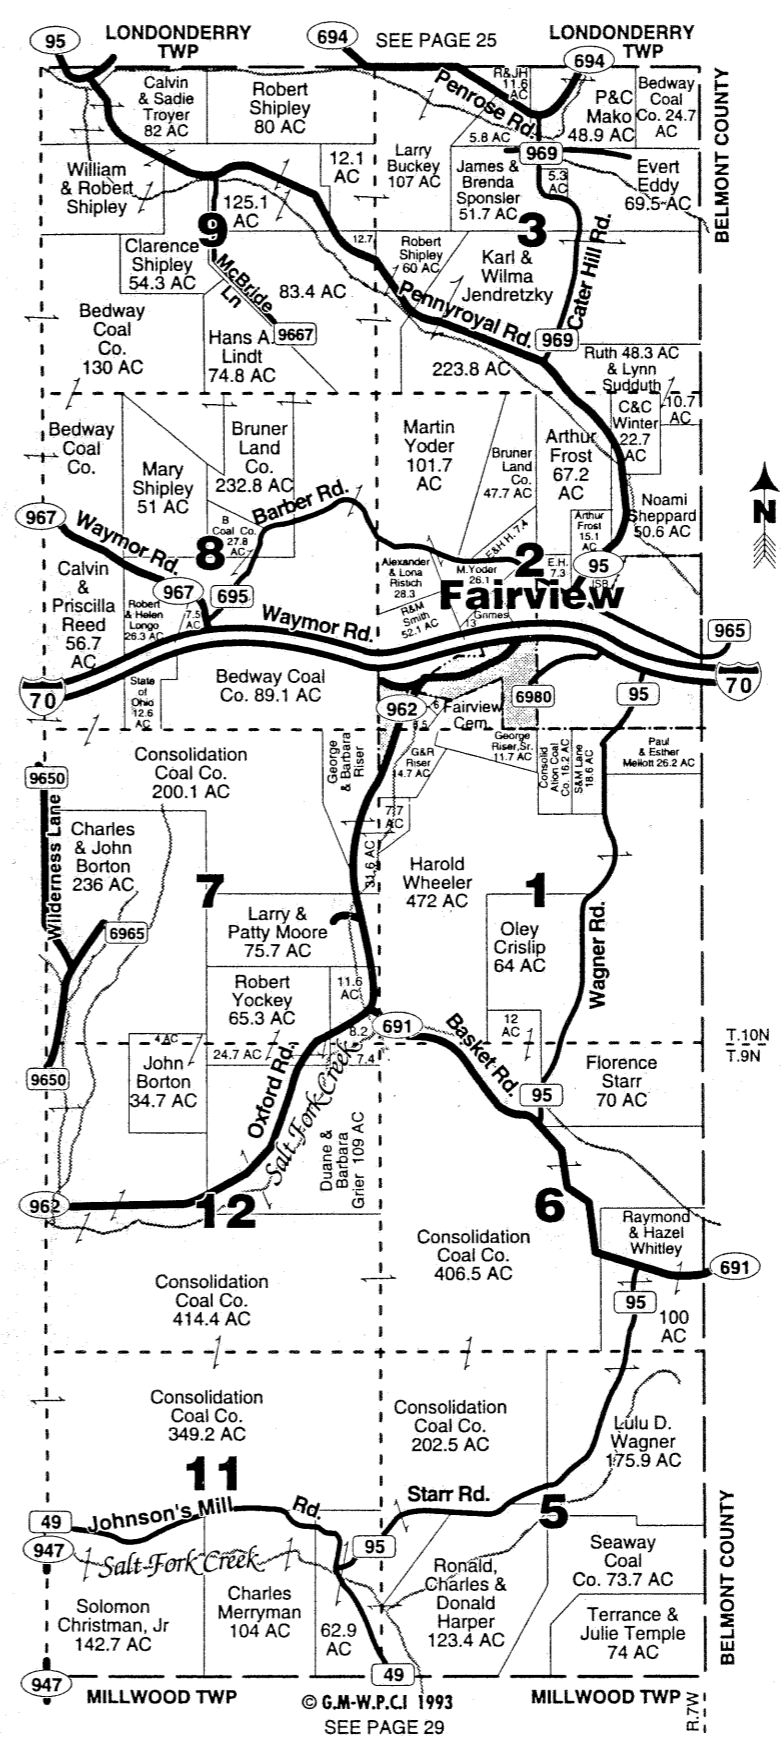 95
LONDONDERRY
TWP
694
SEE PAGE 25
LONDONDERRY
TWP
694
Calvin
& Sadie
Troyer
82 AC
Robert
Shipley
80 AC
Penrose Rd.
R&JH
11.6
AC
P&C
Mako
48.9 AC
Bedway
Coal
Co. 24.7
AC
BELMONT COUNTY
William
& Robert
Shipley
12.1
AC
Larry
Buckey
107 AC
5.8 AC
969
James &
Brenda
Sponsler
51.7 AC
5.3
AC
Evert
Eddy
69.5 AC
125.1
AC
9
3
12.7
Clarence
Shipley
54.3 AC
McBride
Ln
83.4 AC
Robert
Shipley
60 AC
Karl &
Wilma
Jendretzky
Cater Hill Rd.
Pennyroyal Rd.
Bedway
Coal
Co.
130 AC
9667
Hans A.
Lindt
74.8 AC
969
223.8 AC
Ruth 48.3 AC
& Lynn
Sudduth
Bedway
Coal
Co.
Mary
Shipley
51 AC
Bruner
Land
Co.
232.8 AC
Martin
Yoder
101.7
AC
Bruner
Land
Co.
47.7 AC
Arthur
Frost
67.2
AC
C&C
Winter
22.7
AC
10.7
AC
N
967
Waymor Rd.
Barber Rd.
B
Coal Co.
27.8
AC
8
E&H H. 7.4
Arthur
Frost
15.1
AC
Noami
Sheppard
50.6 AC
Calvin
&
Priscilla
Reed
56.7
AC
967
695
Robert
& Helen
Longo
26.3 AC
7.5
AC
Waymor Rd.
Alexander
& Lona
Ristich
28.3
M.Yoder
26.1
2
E.H.
7.3
95
JSB
Fairview
R&M
Smith
52.1 AC
Grimes
13
965
70
State
of
Ohio
12.6
AC
Bedway Coal
Co. 89.1 AC
962
6
8.5
Fairview
Cem.
6980
95
70
9650
Consolidation
Coal Co.
200.1 AC
George
& Barbara
Riser
G&R
Riser
14.7 AC
George
Riser,Sr.
11.7 AC
Consolid
Ation Coal
Co. 16.2 AC
S&M Lane
18.6 AC
Paul
& Esther
Mellott 26.2 AC
Wilderness Lane
Charles
& John
Borton
236 AC
7.7
AC
31.6 AC
7
Harold
Wheeler
472 AC
1
6965
Larry &
Patty Moore
75.7 AC
Oley
Crislip
64 AC
Wagner Rd.
Robert
Yockey
65.3 AC
11.6
AC
12
AC
691
Basket Rd.
4 AC
24.7 AC
8.2
7.4
T.10N
T.9N
9650
John
Borton
34.7 AC
Oxford Rd.
Salt Fork Creek
Florence
Starr
70 AC
95
Duane &
Barbara
Grier 109 AC
962
12
6
Consolidation
Coal Co.
406.5 AC
Raymond
& Hazel
Whitley
691
Consolidation
Coal Co.
414.4 AC
95
100
AC
Consolidation
Coal Co.
349.2 AC
Consolidation
Coal Co.
202.5 AC
Lulu D.
Wagner
175.9 AC
11
49
Johnson's Mill Rd.
Starr Rd.
5
BELMONT COUNTY
947
Salt Fork Creek
95
Seaway
Coal
Co. 73.7 AC
Solomon
Christman, Jr
142.7 AC
Charles
Merryman
104 AC
62.9
AC
Ronald,
Charles &
Donald
Harper
123.4 AC
Terrance &
Julie Temple
74 AC
947
49
MILLWOOD TWP
© G.M-W.P.C.I 1993
MILLWOOD TWP
SEE PAGE 29
R.7W